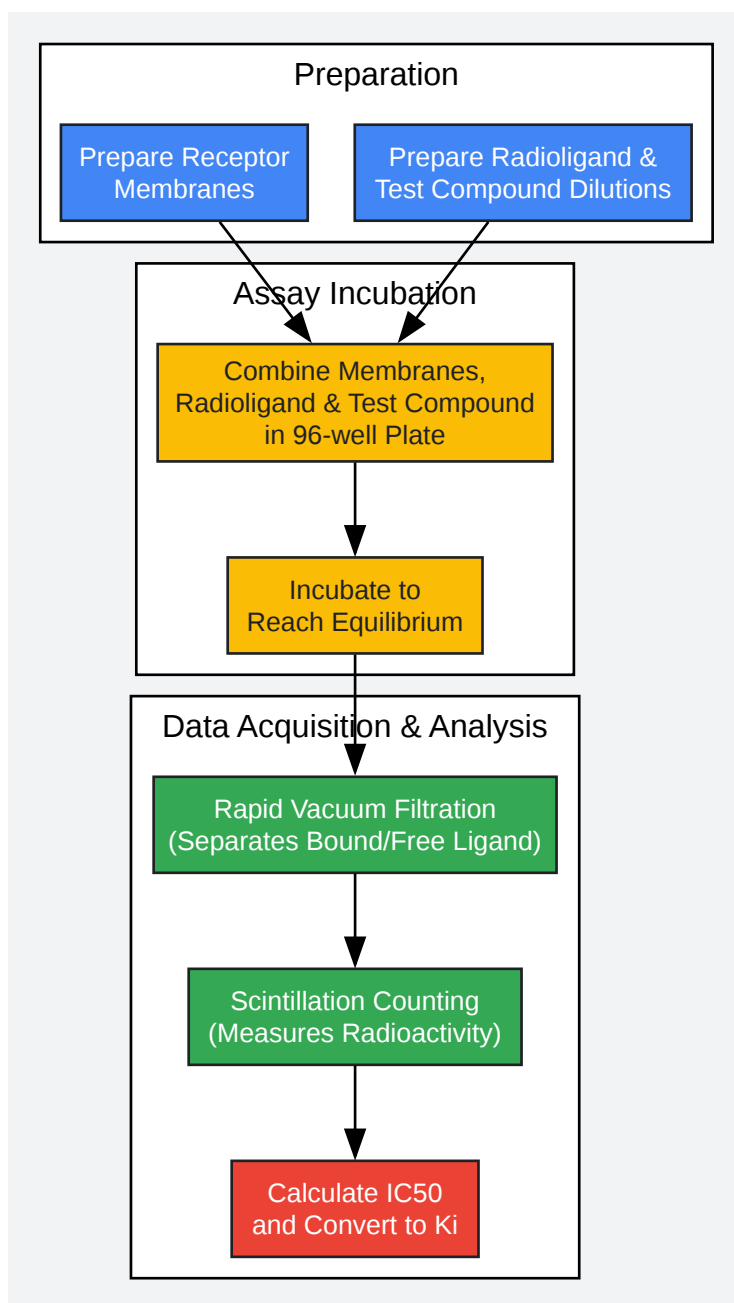 Preparation
Prepare Receptor
Membranes
Prepare Radioligand &
Test Compound Dilutions
Assay Incubation
Combine Membranes,
Radioligand & Test Compound
in 96-well Plate
Incubate to
Reach Equilibrium
Data Acquisition & Analysis
Rapid Vacuum Filtration
(Separates Bound/Free Ligand)
Scintillation Counting
(Measures Radioactivity)
Calculate IC50
and Convert to Ki